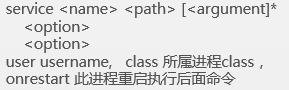 service <name> <path> [<argument]*
<option>
<option>
user username, class 所属进程class，
onrestart 此进程重启执行后面命令